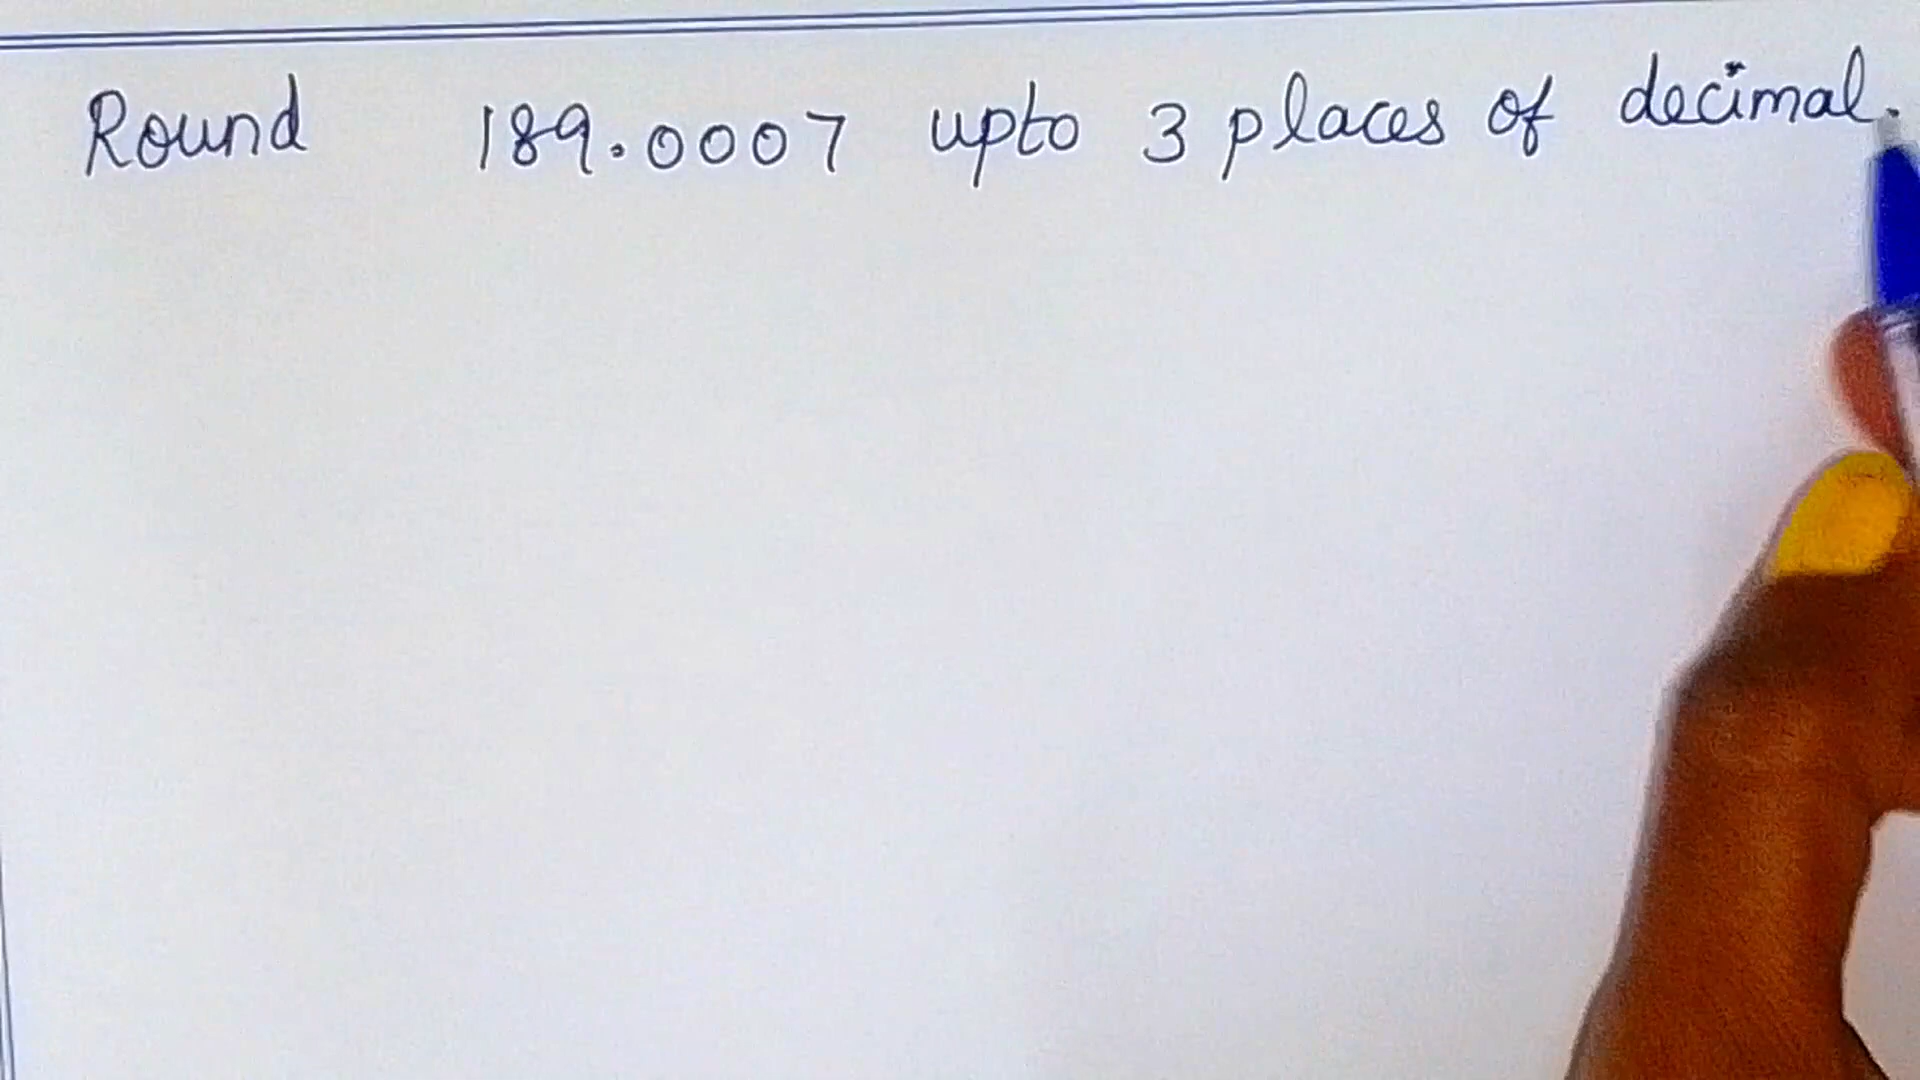 Round 189.0007 upto 3 places of decimal.